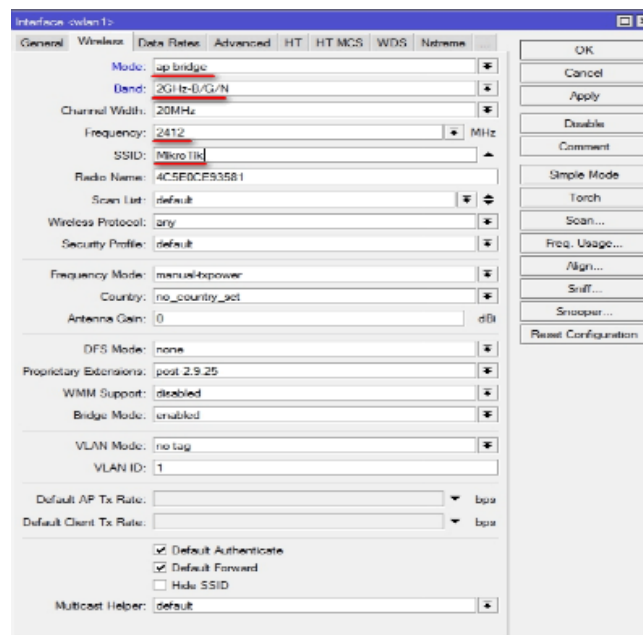 Interface <wlan1>
General Wireless Data Rates Advanced HT HT MCS WDS Nstreme ...
Mode: ap bridge
Band: 2GHz-B/G/N
Channel Width: 20MHz
Frequency: 2412 MHz
SSID: MikroTik
Radio Name: 4C5E0CE93581
Scan List: default
Wireless Protocol: any
Security Profile: default
Frequency Mode: manual-txpower
Country: no_country_set
Antenna Gain: 0 dBi
DFS Mode: none
Proprietary Extensions: post-2.9.25
WMM Support: disabled
Bridge Mode: enabled
VLAN Mode: no tag
VLAN ID: 1
Default AP Tx Rate: bps
Default Client Tx Rate: bps
Default Authenticate
Default Forward
Hide SSID
Multicast Helper: default
OK
Cancel
Apply
Disable
Comment
Simple Mode
Torch
Scan...
Freq. Usage...
Align...
Sniff...
Snooper...
Reset Configuration